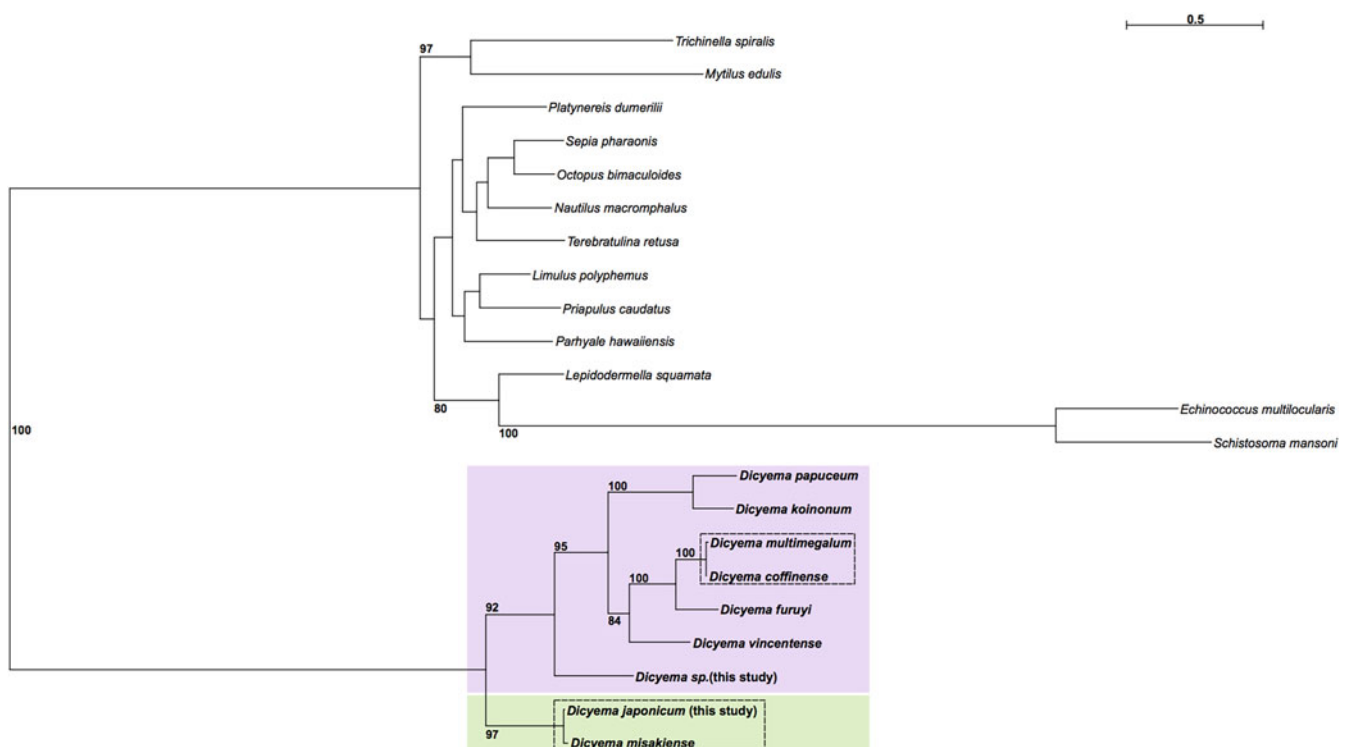 0.5
97
Trichinella spiralis
Mytilus edulis
Platynereis dumerilii
Sepia pharaonis
Octopus bimaculoides
Nautilus macromphalus
Terebratulina retusa
Limulus polyphemus
Priapulus caudatus
Parhyale hawaiiensis
Lepidodermella squamata
80
Echinococcus multilocularis
100
100
Schistosoma mansoni
Dicyema papuceum
100
Dicyema koinonum
Dicyema multimegalum
95
100
Dicyema coffinense
100
Dicyema furuyi
92
84
Dicyema vincentense
Dicyema sp.(this study)
Dicyema japonicum (this study)
97
Dicyema misakiense